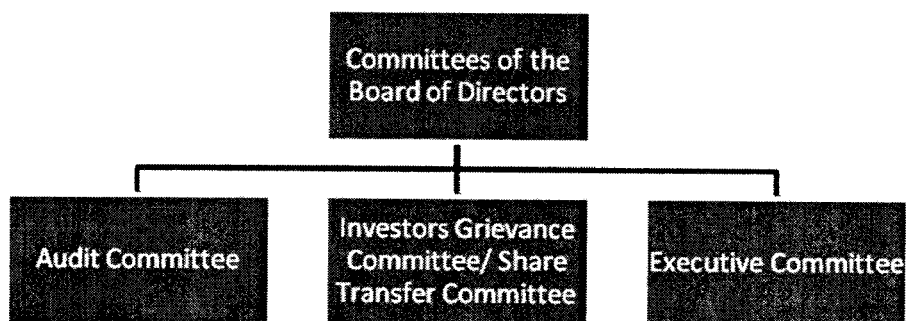 Committees of the
Board of Directors
Audit Committee
Investors Grievance
Committee/ Share
Transfer Committee
Executive Committee